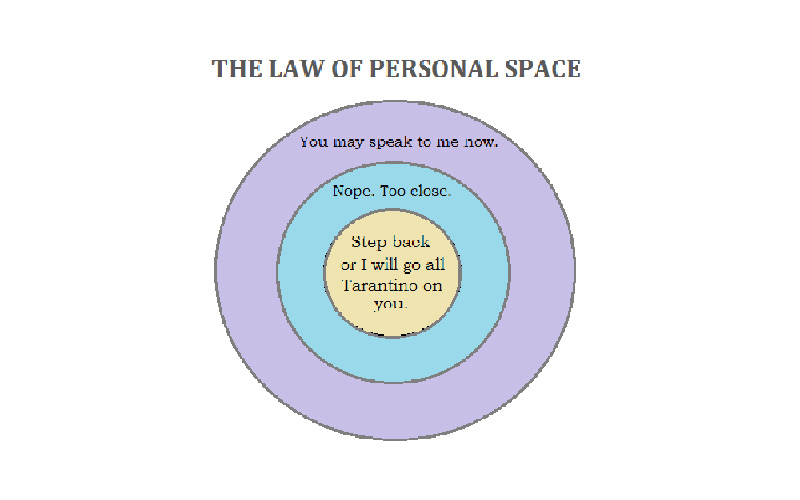 THE LAW OF PERSONAL SPACE
You may speak to me now.
Nope. Too close.
Step back
or I will go all
Tarantino on
you.